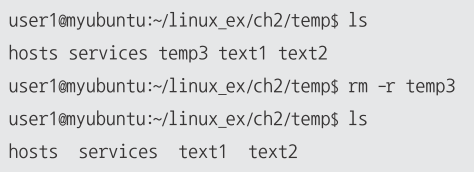 user1@myubuntu:~/linux_ex/ch2/temp$ ls
hosts services temp3 text1 text2
user1@myubuntu:~/linux_ex/ch2/temp$ rm -r temp3
user1@myubuntu:~/linux_ex/ch2/temp$ ls
hosts  services  text1  text2